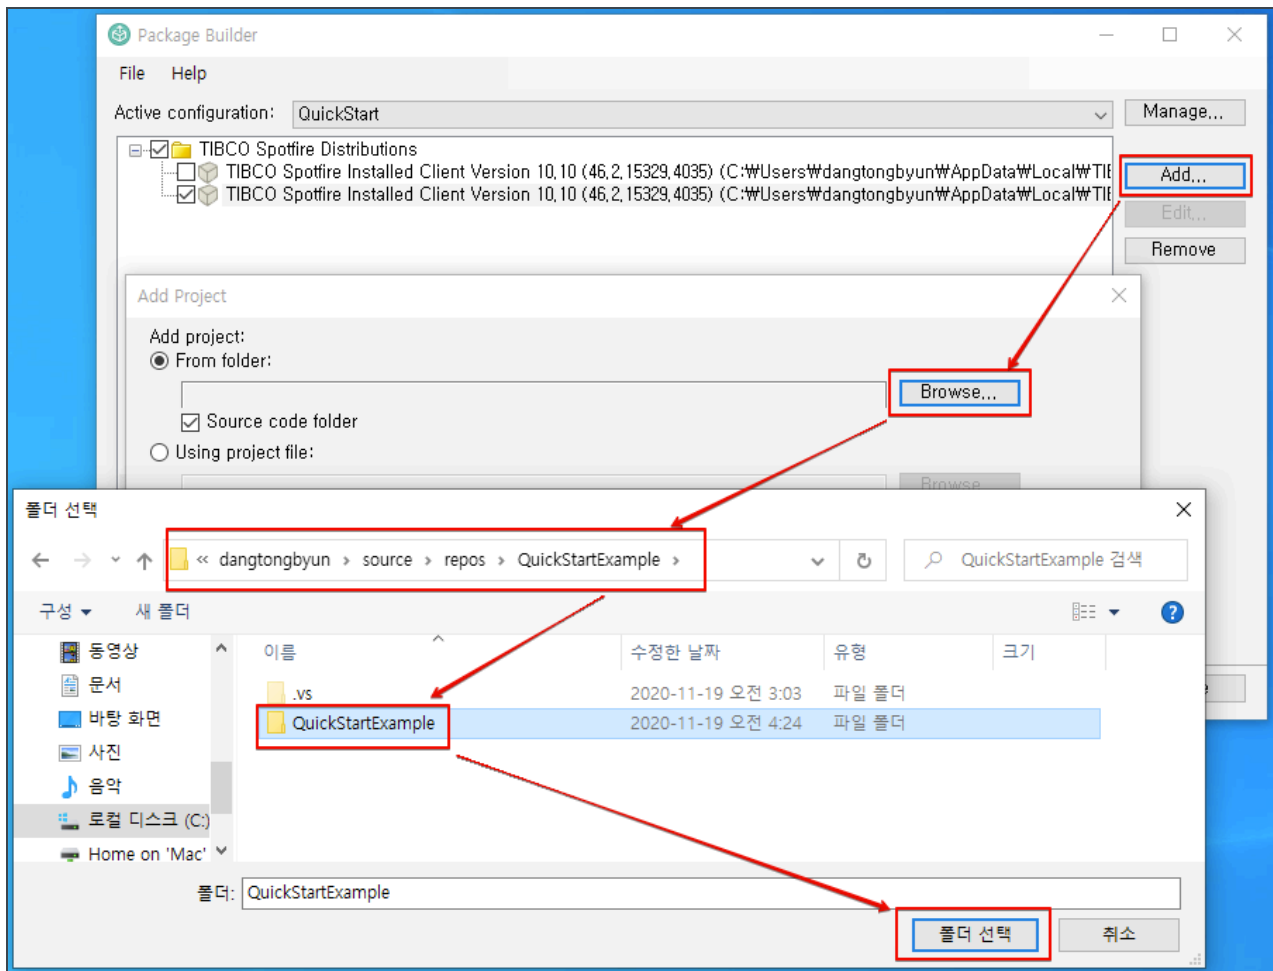 Package Builder
File Help
Active configuration: QuickStart Manage...
TIBCO Spotfire Distributions
TIBCO Spotfire Installed Client Version 10,10 (46,2,15329,4035) (C:₩Users₩dangtongbyun₩AppData₩Local₩TIE
Add...
TIBCO Spotfire Installed Client Version 10,10 (46,2,15329,4035) (C:₩Users₩dangtongbyun₩AppData₩Local₩TIE
Edit...
Remove
Add Project
Add project:
From folder:
Browse...
Source code folder
Using project file:
Browse
폴더 선택
« dangtongbyun › source › repos › QuickStartExample › QuickStartExample 검색
구성 새 폴더
동영상 이름 수정한 날짜 유형 크기
문서 .vs 2020-11-19 오전 3:03 파일 폴더
바탕 화면 QuickStartExample 2020-11-19 오전 4:24 파일 폴더
사진
음악
로컬 디스크 (C:)
Home on 'Mac'
폴더: QuickStartExample
폴더 선택 취소